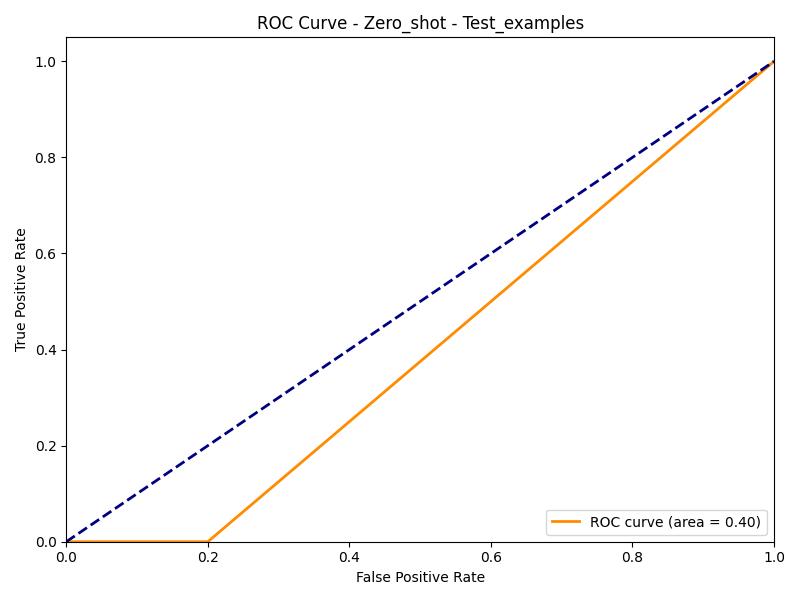 ROC Curve - Zero_shot - Test_examples
True Positive Rate
1.0
0.8
0.6
0.4
0.2
0.0
ROC curve (area = 0.40)
0.0 0.2 0.4 0.6 0.8 1.0
False Positive Rate